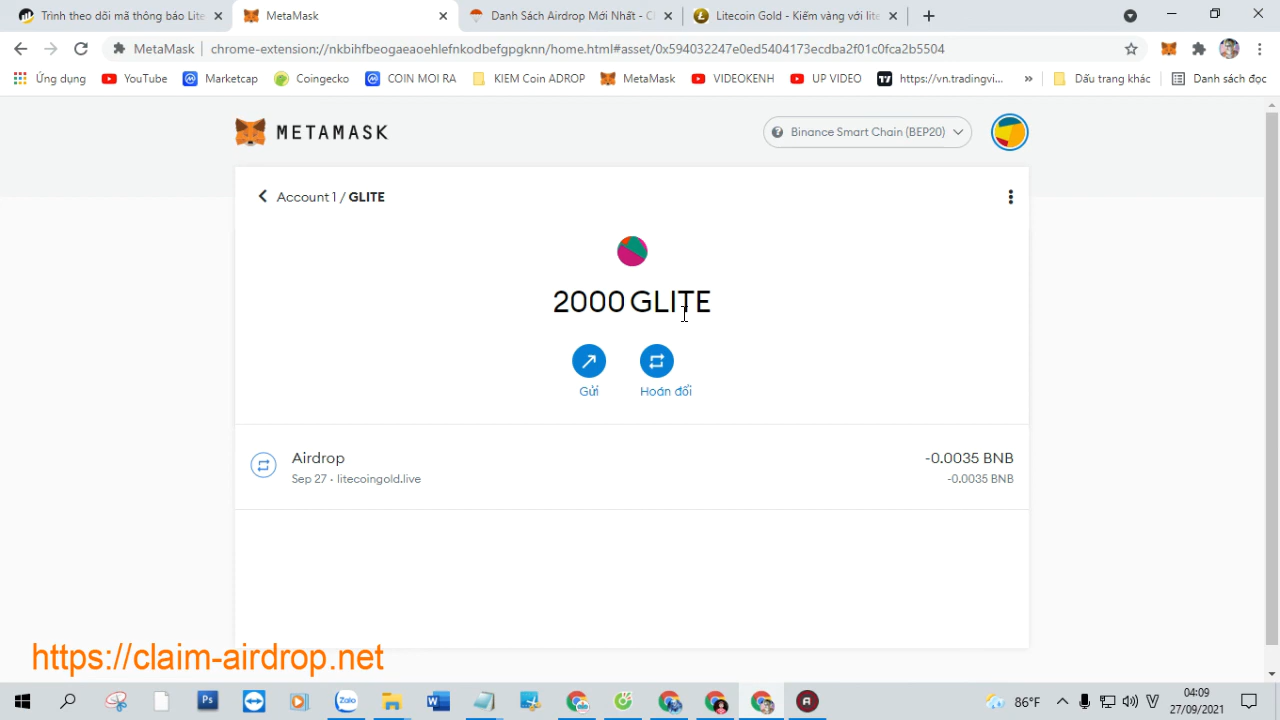 Trình theo dõi mã thông báo Lite
MetaMask
Danh Sách Airdrop Mới Nhất - C
Litecoin Gold - Kiếm vàng với lite
MetaMask
chrome-extension://nkbihfbeogaeaoehlefnkodbefgpgknn/home.html#asset/0x594032247e0ed5404173ecdba2f01c0fca2b5504
Ứng dụng
YouTube
Marketcap
Coingecko
COIN MOI RA
KIEM Coin ADROP
MetaMask
VIDEOKENH
UP VIDEO
https://vn.tradingvi...
»
Dấu trang khác
Danh sách đọc
METAMASK
Binance Smart Chain (BEP20)
Account 1 / GLITE
2000 GLITE
Gửi
Hoán đổi
Airdrop
-0.0035 BNB
Sep 27 · litecoingold.live
-0.0035 BNB
https://claim-airdrop.net
86°F
04:09
27/09/2021